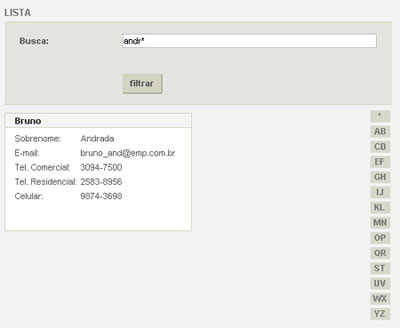 LISTA
Busca: andr*
filtrar
Bruno
Sobrenome: Andrada
E-mail: bruno_and@emp.com.br
Tel. Comercial: 3094-7500
Tel. Residencial: 2583-8956
Celular: 9874-3698
*
AB
CD
EF
GH
IJ
KL
MN
OP
QR
ST
UV
WX
YZ